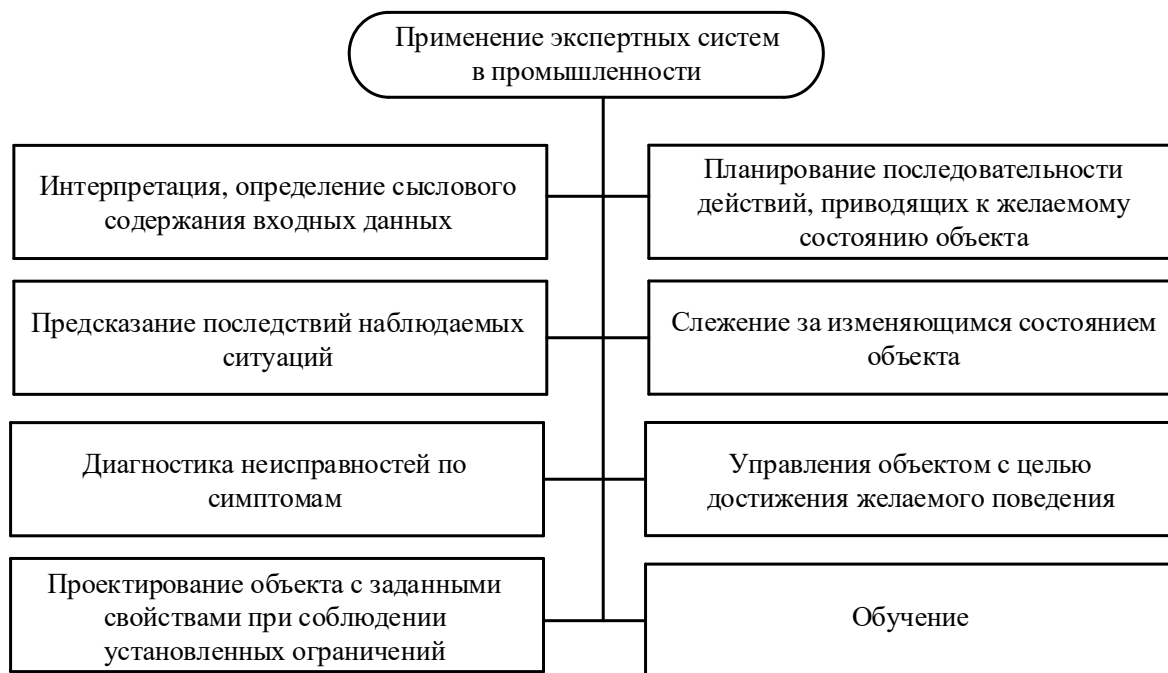 Применение экспертных систем
в промышленности
Интерпретация, определение сыслового
содержания входных данных
Планирование последовательности
действий, приводящих к желаемому
состоянию объекта
Предсказание последствий наблюдаемых
ситуаций
Слежение за изменяющимся состоянием
объекта
Диагностика неисправностей по
симптомам
Управления объектом с целью
достижения желаемого поведения
Проектирование объекта с заданными
свойствами при соблюдении
установленных ограничений
Обучение